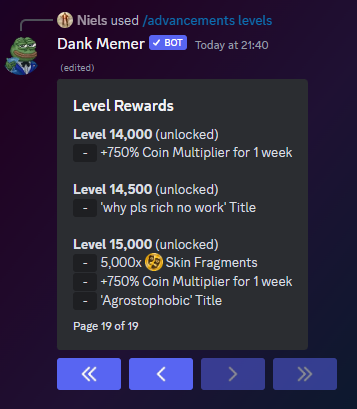 Niels used /advancements levels
Dank Memer ✓ BOT Today at 21:40
(edited)
Level Rewards
Level 14,000 (unlocked)
- +750% Coin Multiplier for 1 week
Level 14,500 (unlocked)
- 'why pls rich no work' Title
Level 15,000 (unlocked)
- 5,000x Skin Fragments
- +750% Coin Multiplier for 1 week
- 'Agrostophobic' Title
Page 19 of 19